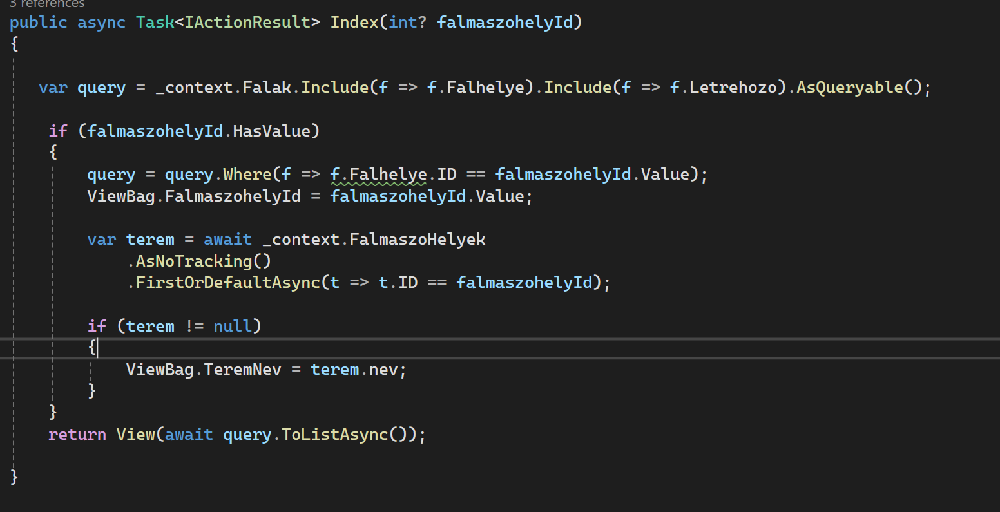 3 references
public async Task<IActionResult> Index(int? falmaszohelyId)
{
var query = _context.Falak.Include(f => f.Falhelye).Include(f => f.Letrehozo).AsQueryable();
if (falmaszohelyId.HasValue)
{
query = query.Where(f => f.Falhelye.ID == falmaszohelyId.Value);
ViewBag.FalmaszohelyId = falmaszohelyId.Value;
var terem = await _context.FalmaszoHelyek
.AsNoTracking()
.FirstOrDefaultAsync(t => t.ID == falmaszohelyId);
if (terem != null)
{
ViewBag.TeremNev = terem.nev;
}
}
return View(await query.ToListAsync());
}